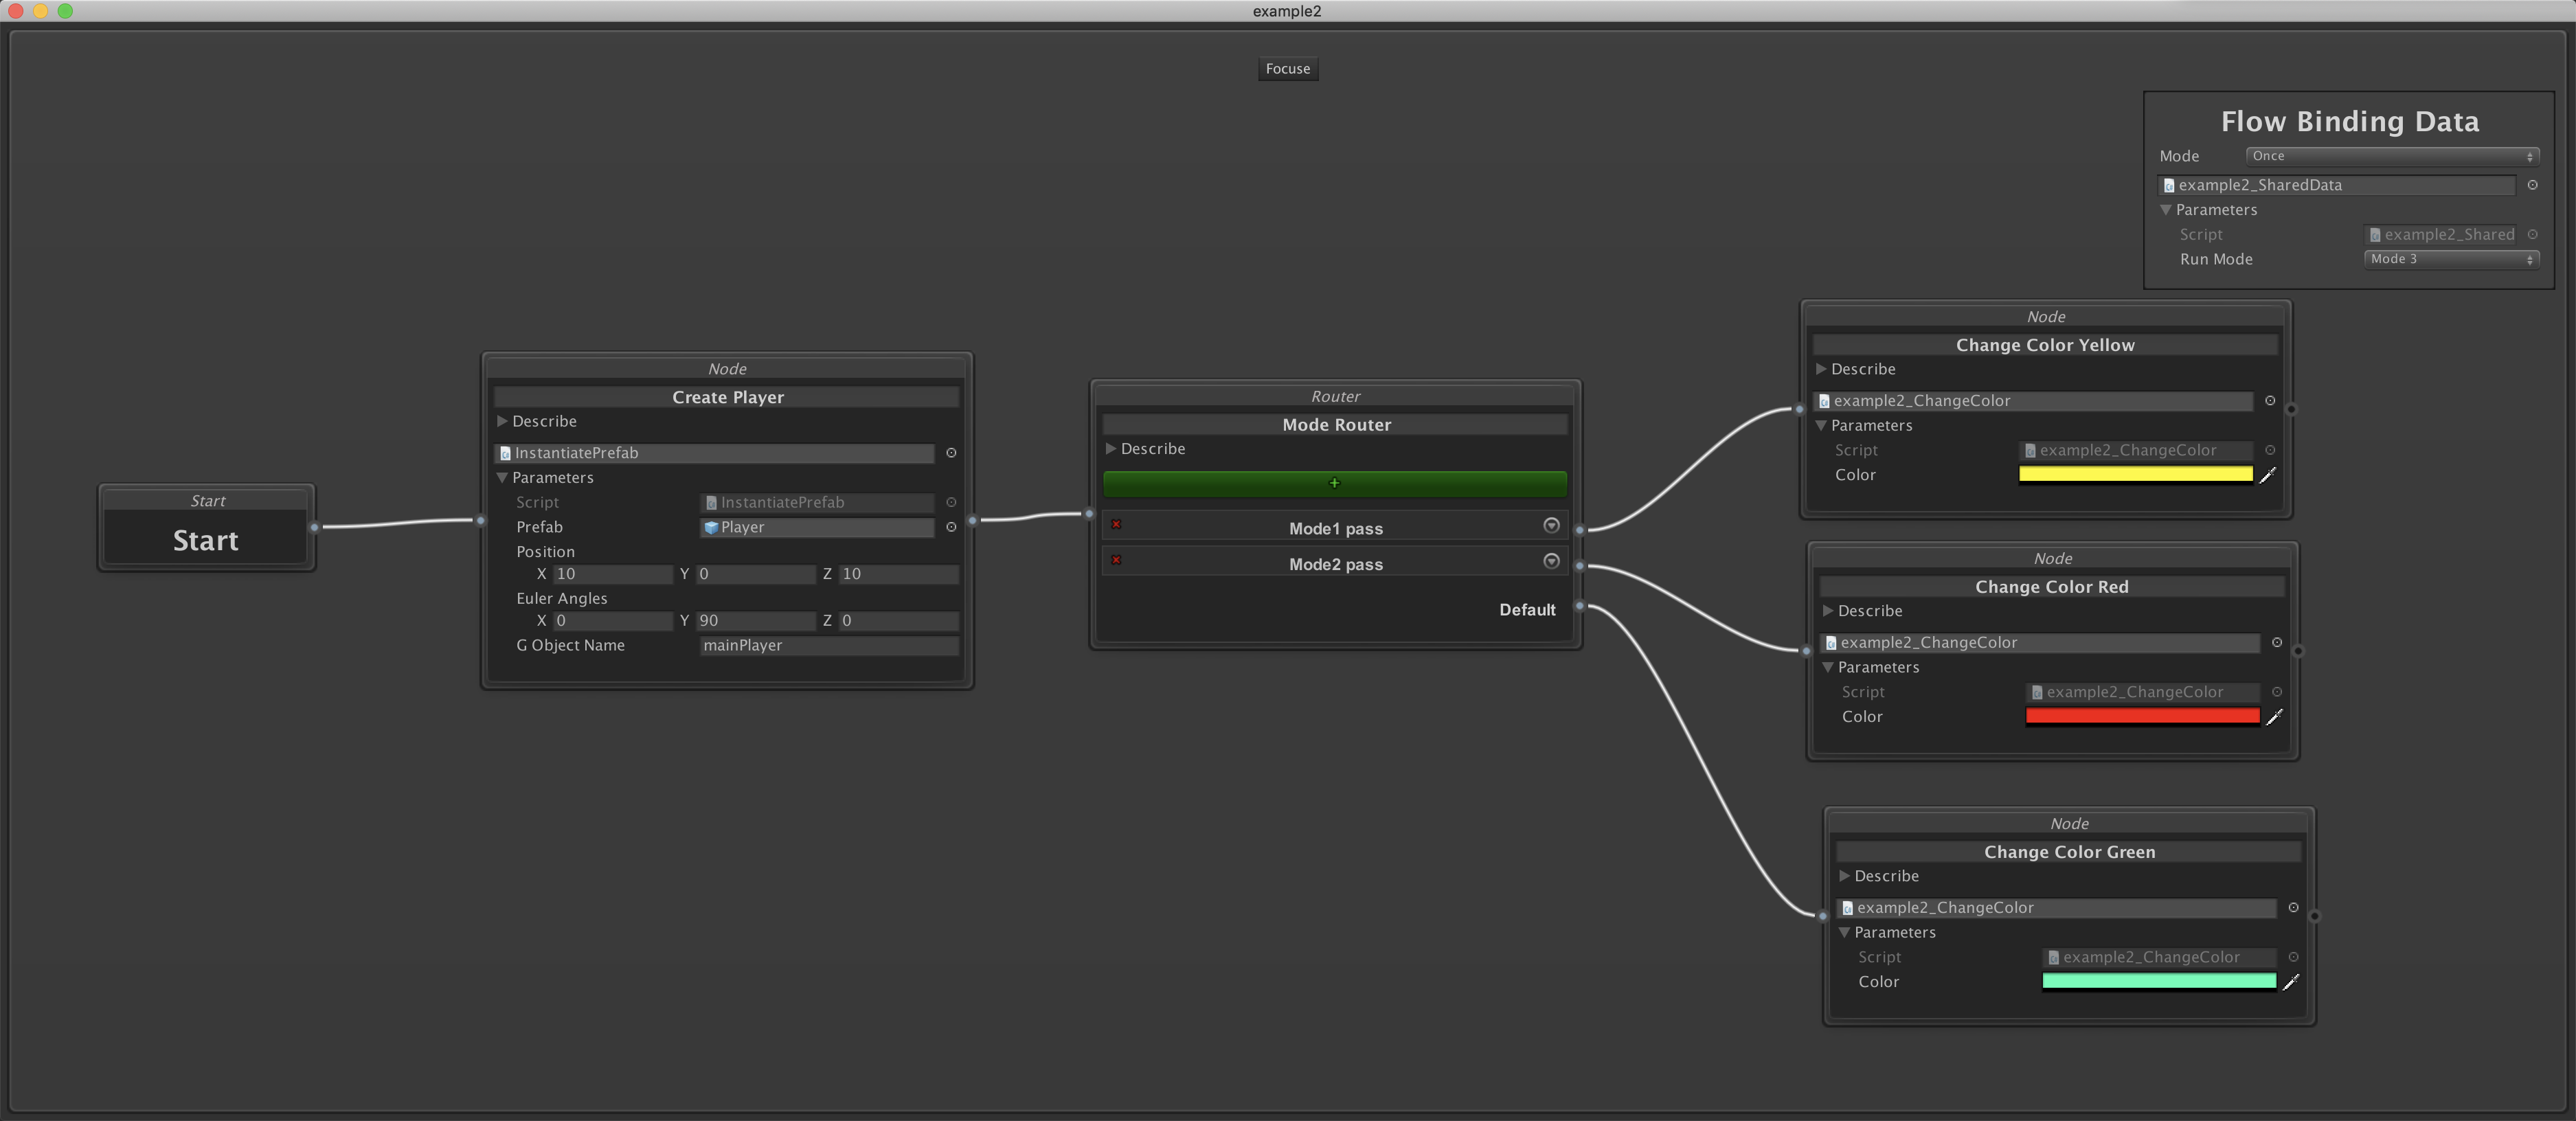 example2
Focuse
Flow Binding Data
Mode Once
example2_SharedData
Parameters
Script example2_Shared
Run Mode Mode 3
Start
Start
Node
Create Player
Describe
InstantiatePrefab
Parameters
Script InstantiatePrefab
Prefab Player
Position
X 10 Y 0 Z 10
Euler Angles
X 0 Y 90 Z 0
G Object Name mainPlayer
Router
Mode Router
Describe
+
Mode1 pass
Mode2 pass
Default
Node
Change Color Yellow
Describe
example2_ChangeColor
Parameters
Script example2_ChangeColor
Color
Node
Change Color Red
Describe
example2_ChangeColor
Parameters
Script example2_ChangeColor
Color
Node
Change Color Green
Describe
example2_ChangeColor
Parameters
Script example2_ChangeColor
Color